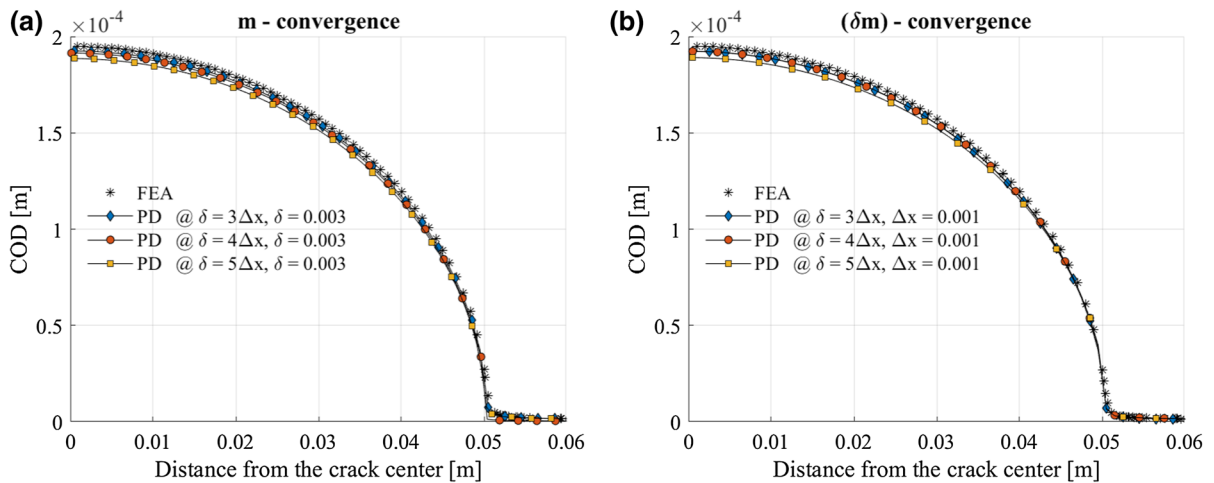 (a)
m - convergence
×10⁻⁴
2
1.5
1
0.5
0
COD [m]
FEA
PD @ δ = 3Δx, δ = 0.003
PD @ δ = 4Δx, δ = 0.003
PD @ δ = 5Δx, δ = 0.003
0 0.01 0.02 0.03 0.04 0.05 0.06
Distance from the crack center [m]
(b)
(δm) - convergence
×10⁻⁴
2
1.5
1
0.5
0
COD [m]
FEA
PD @ δ = 3Δx, Δx = 0.001
PD @ δ = 4Δx, Δx = 0.001
PD @ δ = 5Δx, Δx = 0.001
0 0.01 0.02 0.03 0.04 0.05 0.06
Distance from the crack center [m]